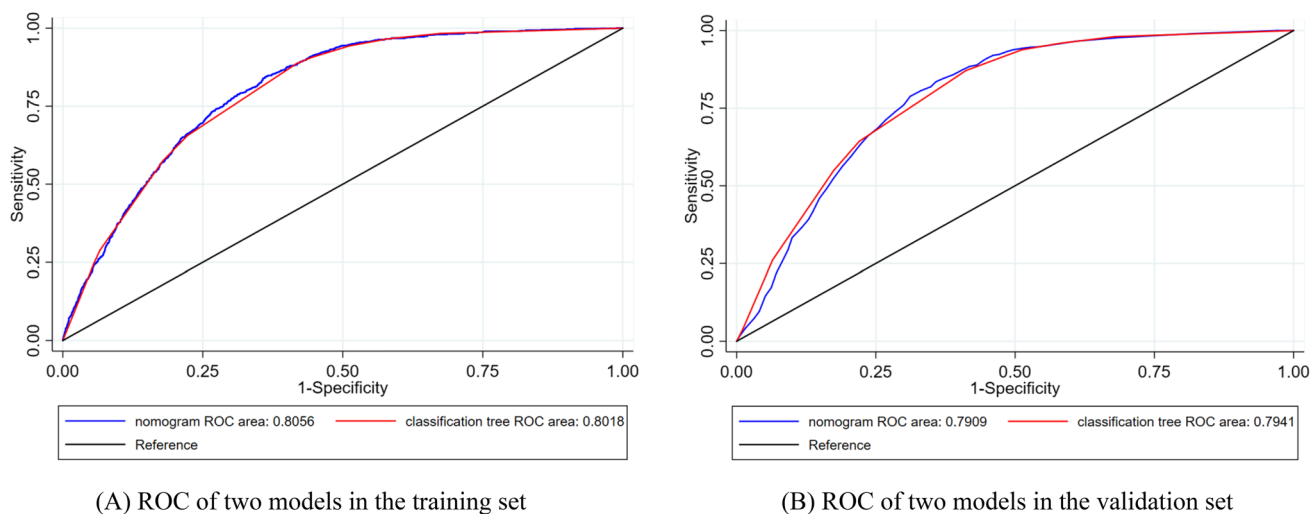 1.00
0.75
0.50
0.25
0.00
Sensitivity
0.00 0.25 0.50 0.75 1.00
1-Specificity
nomogram ROC area: 0.8056 classification tree ROC area: 0.8018
Reference
(A) ROC of two models in the training set
1.00
0.75
0.50
0.25
0.00
Sensitivity
0.00 0.25 0.50 0.75 1.00
1-Specificity
nomogram ROC area: 0.7909 classification tree ROC area: 0.7941
Reference
(B) ROC of two models in the validation set